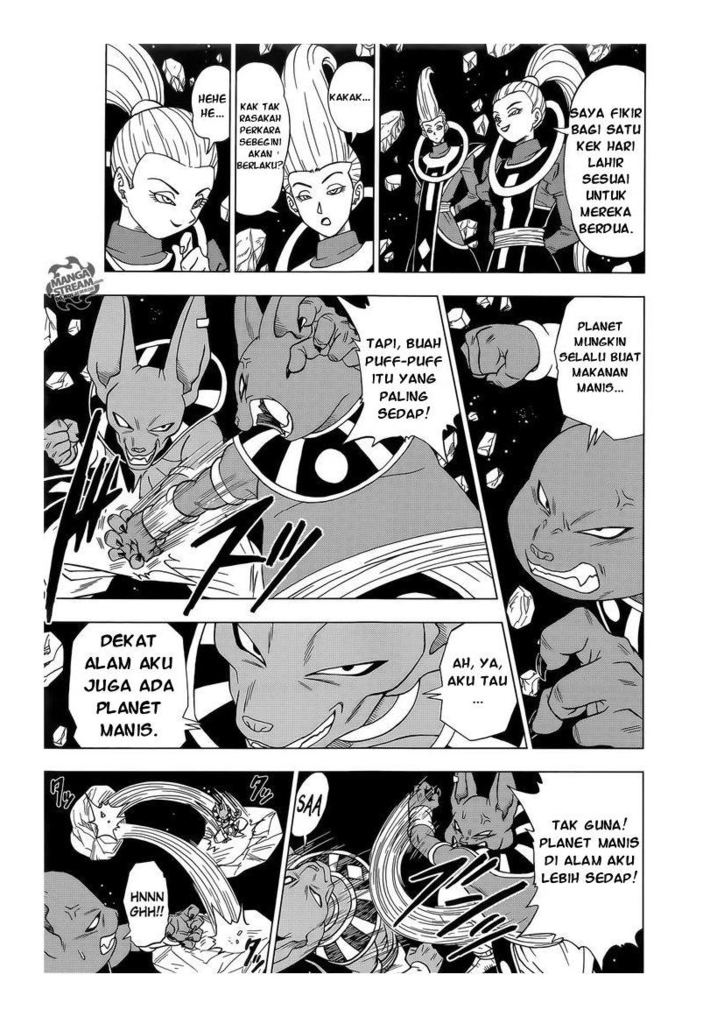 SAYA FIKIR
BAGI SATU
KEK HARI
LAHIR
SESUAI
UNTUK
MEREKA
BERDUA.
KAKAK...
KAK TAK
RASAKAH
PERKARA
SEBEGINI
AKAN
BERLAKU?
HEHE
HE...
MANGA
STREAM
PLANET
MUNGKIN
SELALU BUAT
MAKANAN
MANIS...
TAPI, BUAH
PUFF-PUFF
ITU YANG
PALING
SEDAP!
AH, YA,
AKU TAU
...
DEKAT
ALAM AKU
JUGA ADA
PLANET
MANIS.
TAK GUNA!
PLANET MANIS
DI ALAM AKU
LEBIH SEDAP!
SAA
HNNN
GHH!!